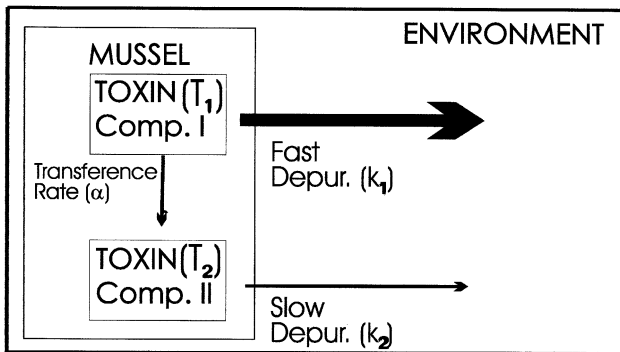 ENVIRONMENT
MUSSEL
TOXIN(T₁)
Comp. I
Fast
Depur. (k₁)
Transference
Rate (α)
TOXIN(T₂)
Comp. II
Slow
Depur. (k₂)